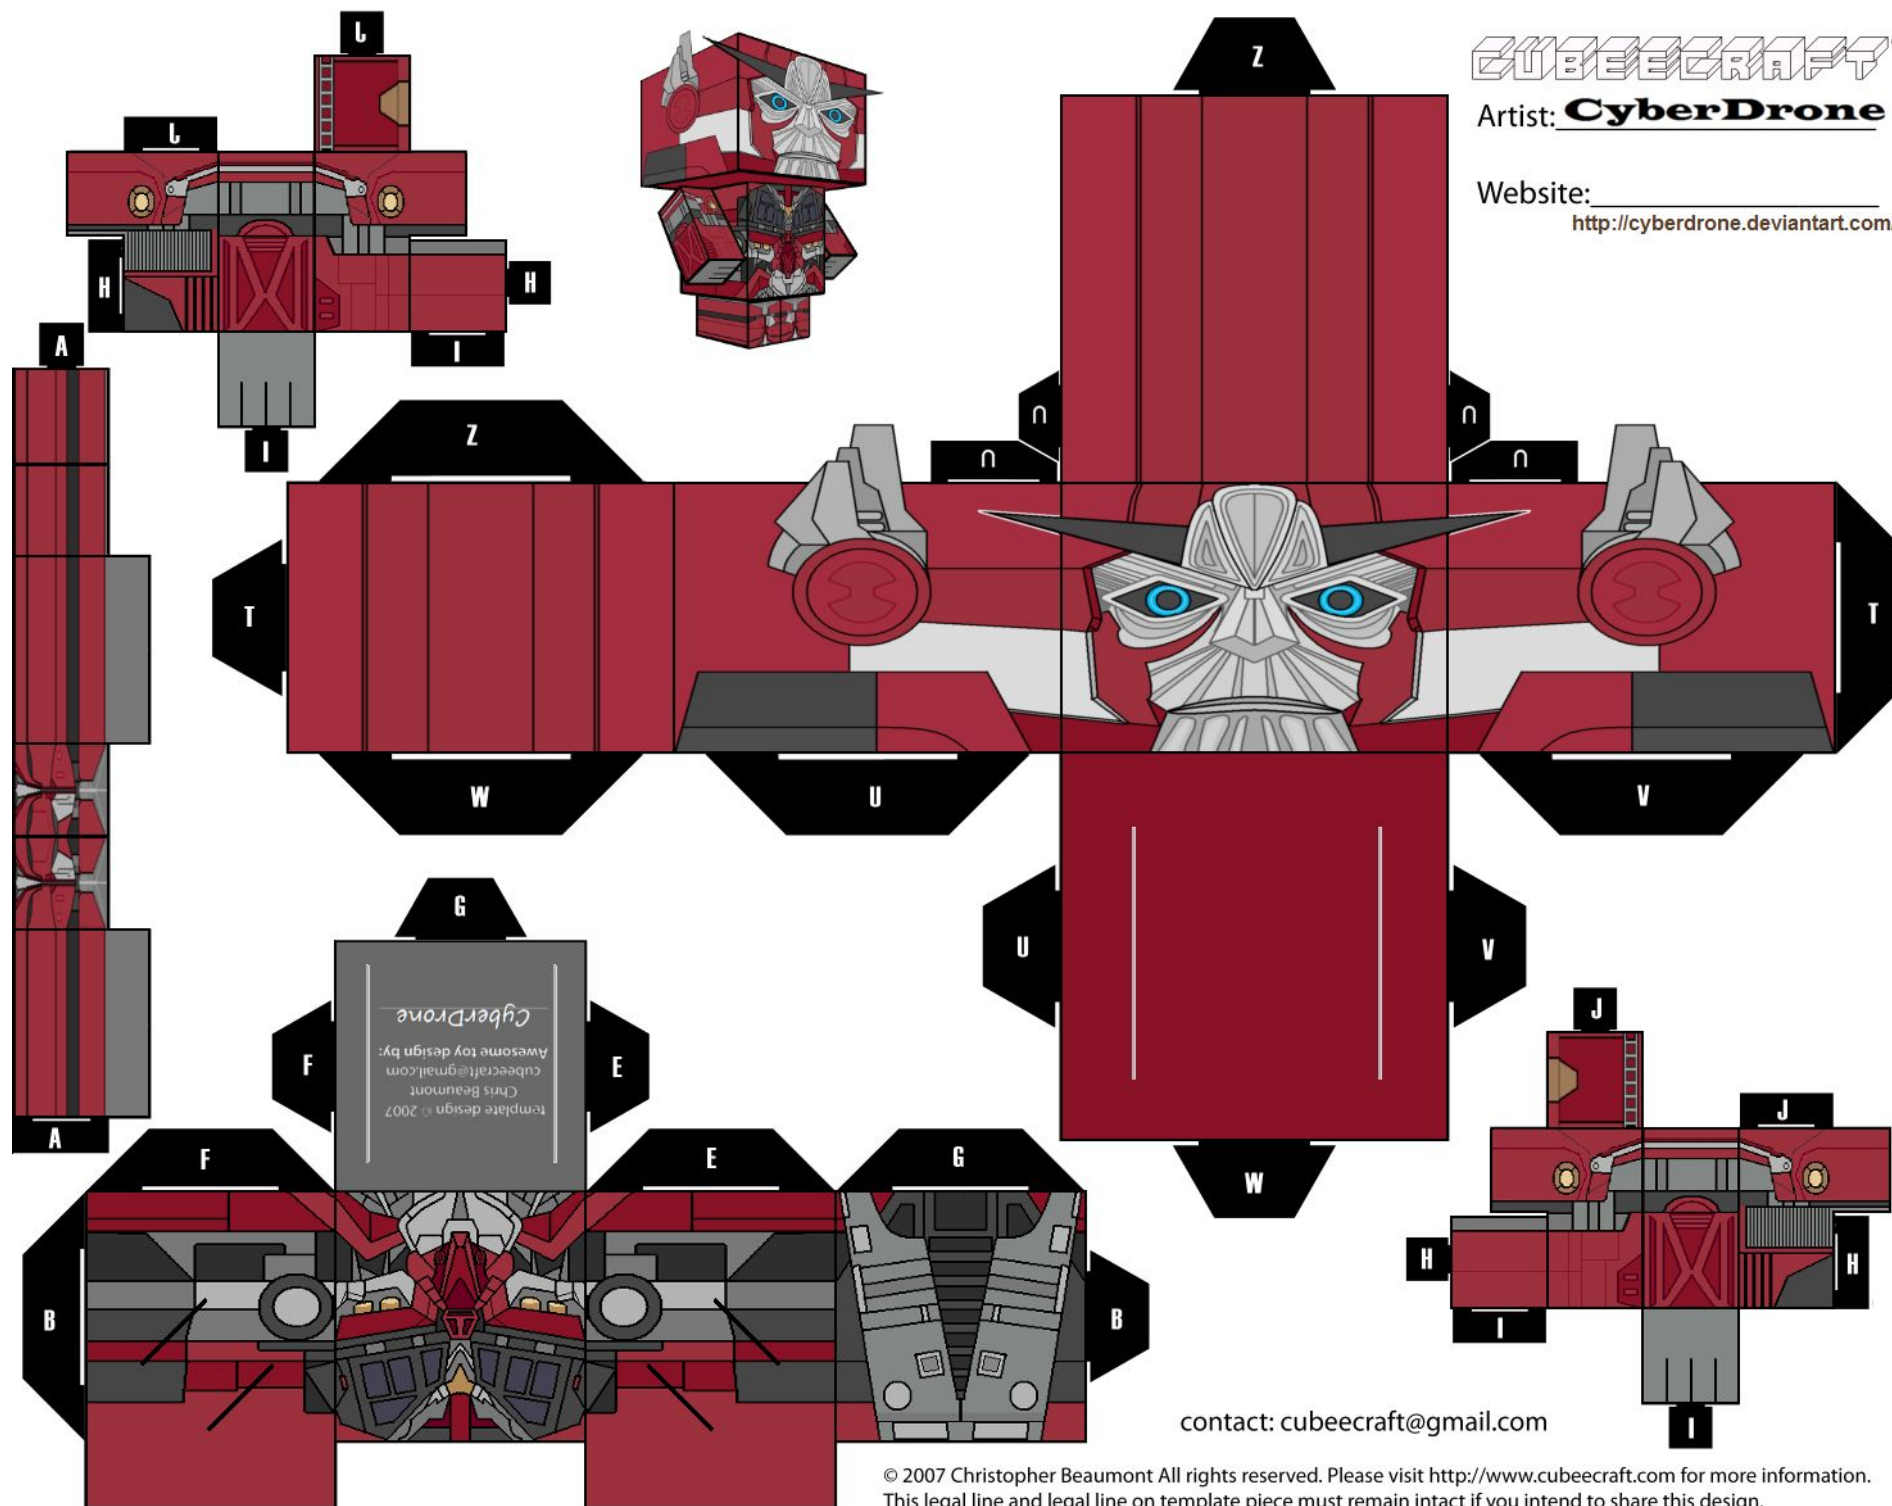 J
Z
CUBEECRAFT
Artist: CyberDrone
J
Website:
http://cyberdrone.deviantart.com
H
H
I
A
I
U
U
Z
U
U
T
T
W
U
V
G
U
V
F
E
CyberDrone
Awesome toy design by:
cubeecraft@gmail.com
Chris Beaumont
template design © 2007
J
J
A
F
E
G
W
H
H
B
B
I
I
contact: cubeecraft@gmail.com
© 2007 Christopher Beaumont All rights reserved. Please visit http://www.cubeecraft.com for more information.
This legal line and legal line on template piece must remain intact if you intend to share this design.